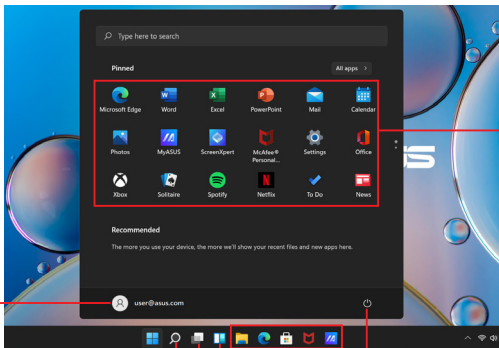 Type here to search
Pinned
All apps >
Microsoft Edge
Word
Excel
PowerPoint
Mail
Calendar
Photos
MyASUS
ScreenXpert
McAfee®
Personal...
Settings
Office
Xbox
Solitaire
Spotify
Netflix
To Do
News
Recommended
The more you use your device, the more we'll show your recent files and new apps here.
user@asus.com